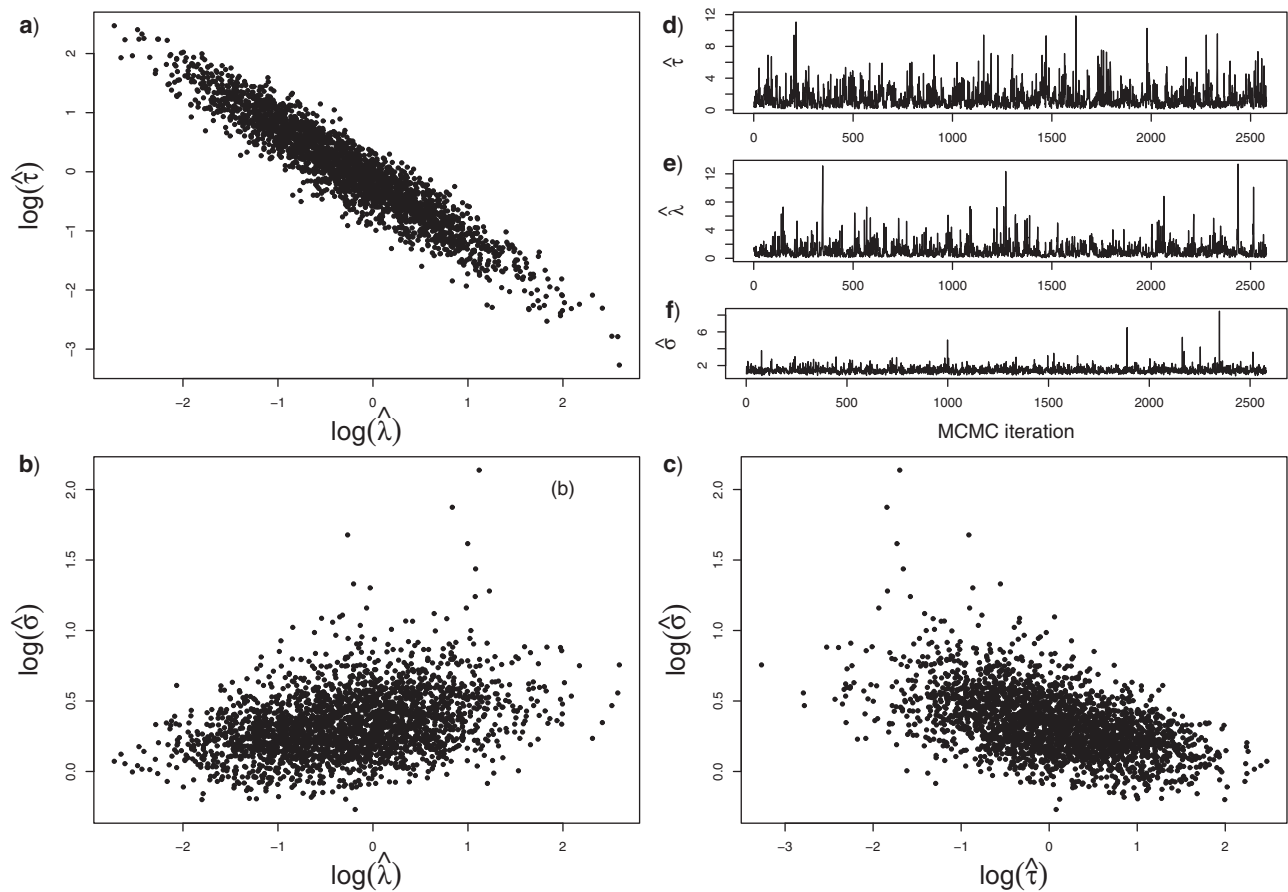 a)
log(τ̂)
2
1
0
−1
−2
−3
−2 −1 0 1 2
log(λ̂)
d)
τ̂
12
8
4
0
0 500 1000 1500 2000 2500
e)
λ̂
12
8
4
0
0 500 1000 1500 2000 2500
f)
σ̂
6
2
0 500 1000 1500 2000 2500
MCMC iteration
b)
(b)
log(σ̂)
2.0
1.5
1.0
0.5
0.0
−2 −1 0 1 2
log(λ̂)
c)
log(σ̂)
2.0
1.5
1.0
0.5
0.0
−3 −2 −1 0 1 2
log(τ̂)